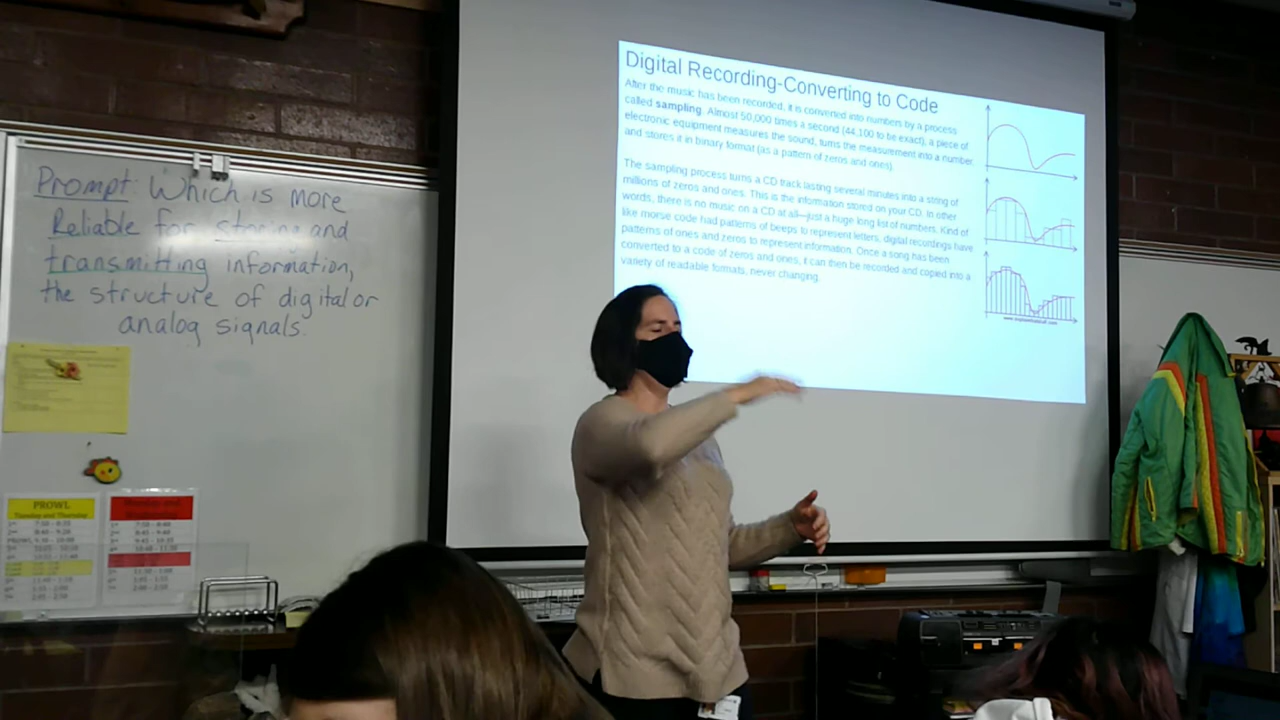 Prompt: Which is more
Reliable for storing and
transmitting information,
the structure of digital or
analog signals.
Digital Recording-Converting to Code
After the music has been recorded, it is converted into numbers by a process
called sampling. Almost 50,000 times a second (44,100 to be exact), a piece of
electronic equipment measures the sound, turns the measurement into a number,
and stores it in binary format (as a pattern of zeros and ones).
The sampling process turns a CD track lasting several minutes into a string of
millions of zeros and ones. This is the information stored on your CD. In other
words, there is no music on a CD at all—just a huge long list of numbers. Kind of
like morse code had patterns of beeps to represent letters, digital recordings have
patterns of ones and zeros to represent information. Once a song has been
converted to a code of zeros and ones, it can then be recorded and copied into a
variety of readable formats, never changing.
PROWL
Tuesday and Thursday